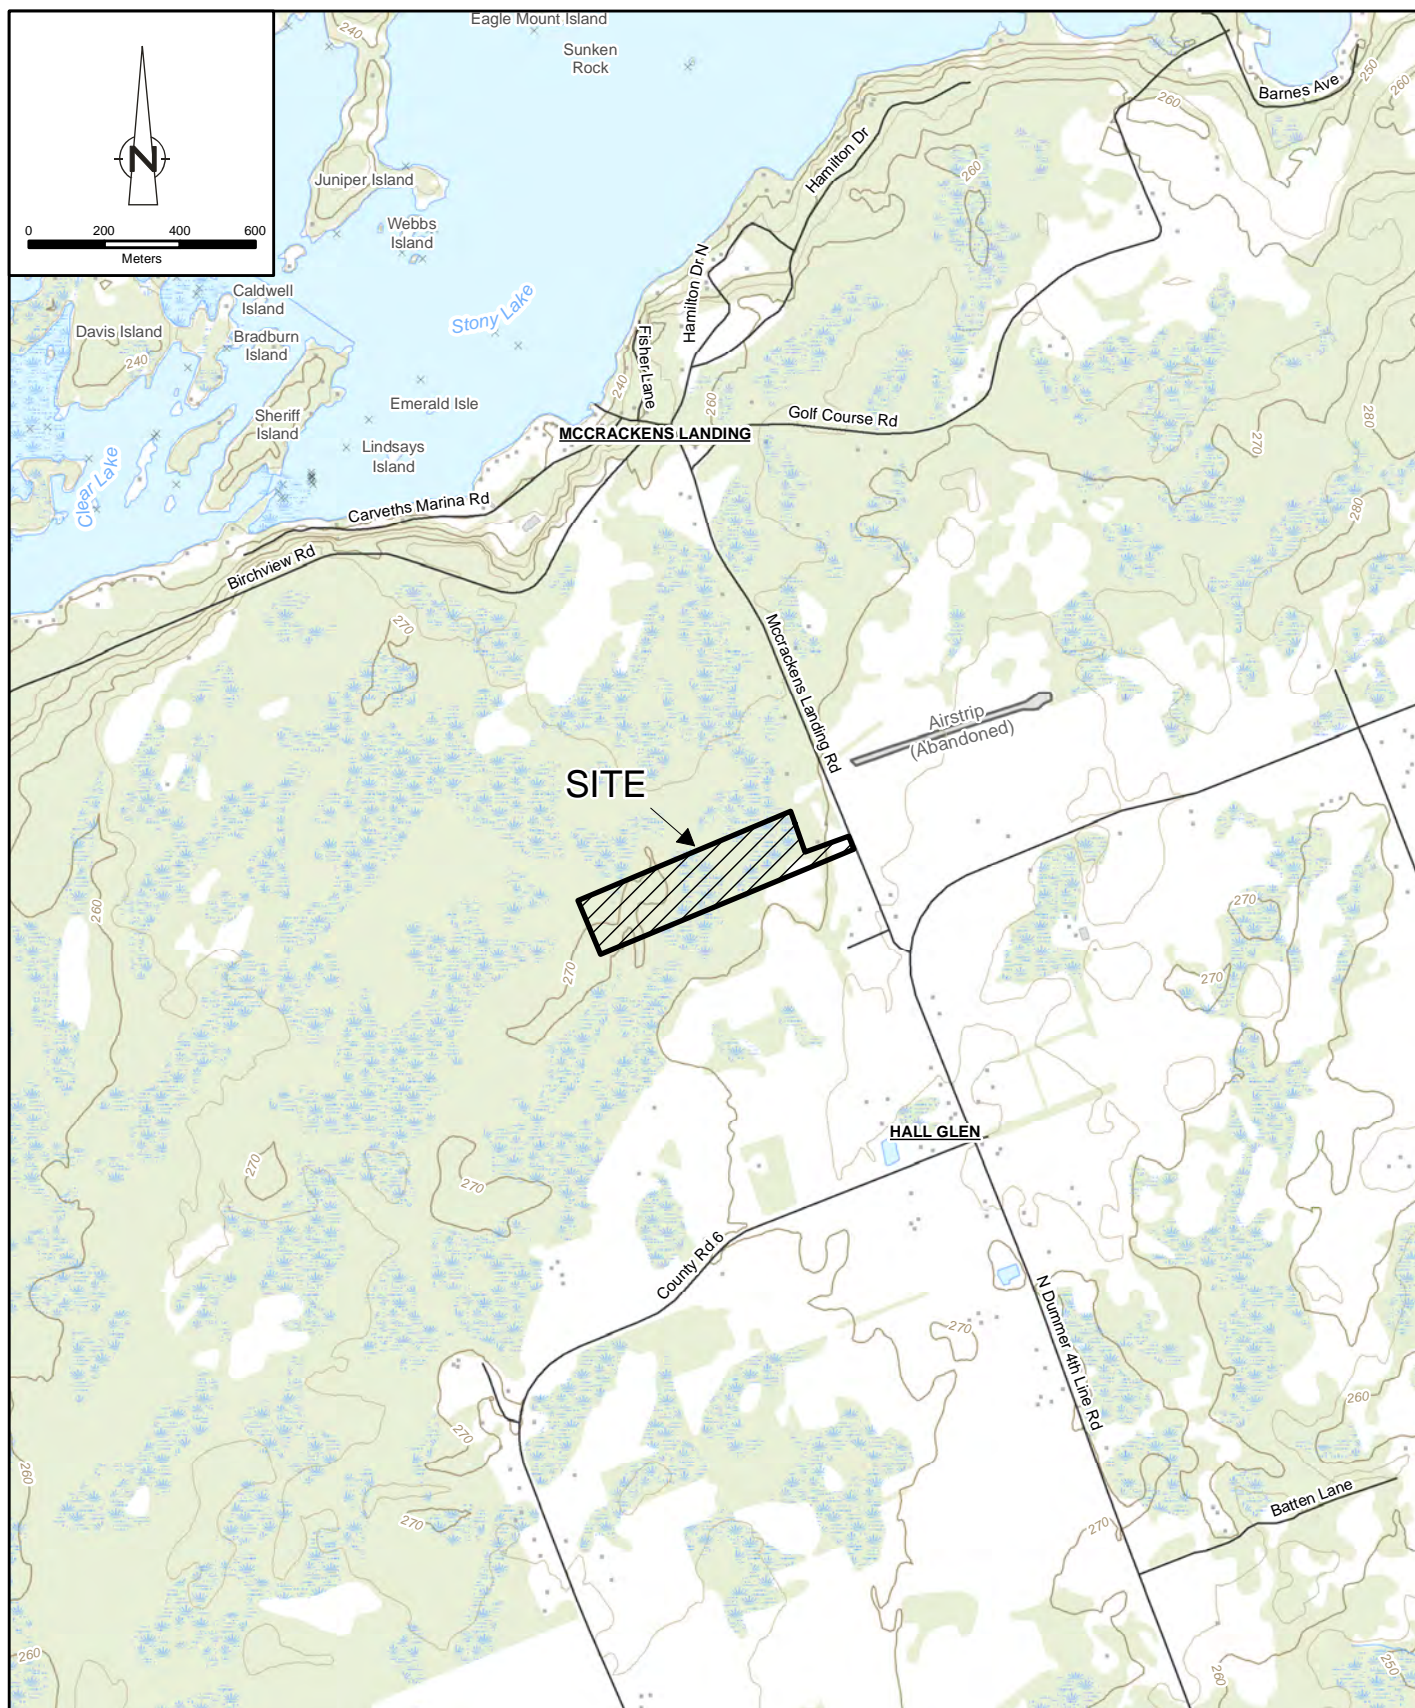 Eagle Mount Island
240
Sunken
Rock
N
0 200 400 600
Meters
Barnes Ave
250
260
260
Hamilton Dr
260
Juniper Island
Webbs
Island
Caldwell
Island
Stony Lake
Hamilton Dr N
Davis Island
Bradburn
Island
240
Fisher Lane
240
260
Emerald Isle
Sheriff
Island
Golf Course Rd
280
MCCRACKENS LANDING
270
Lindsays
Island
Clear Lake
Carveths Marina Rd
280
Birchview Rd
270
Mccrackens Landing Rd
Airstrip
(Abandoned)
SITE
260
270
270
270
HALL GLEN
270
270
County Rd 6
N Dummer 4th Line Rd
270
260
270
260
Batten Lane
270
270
260
250
260